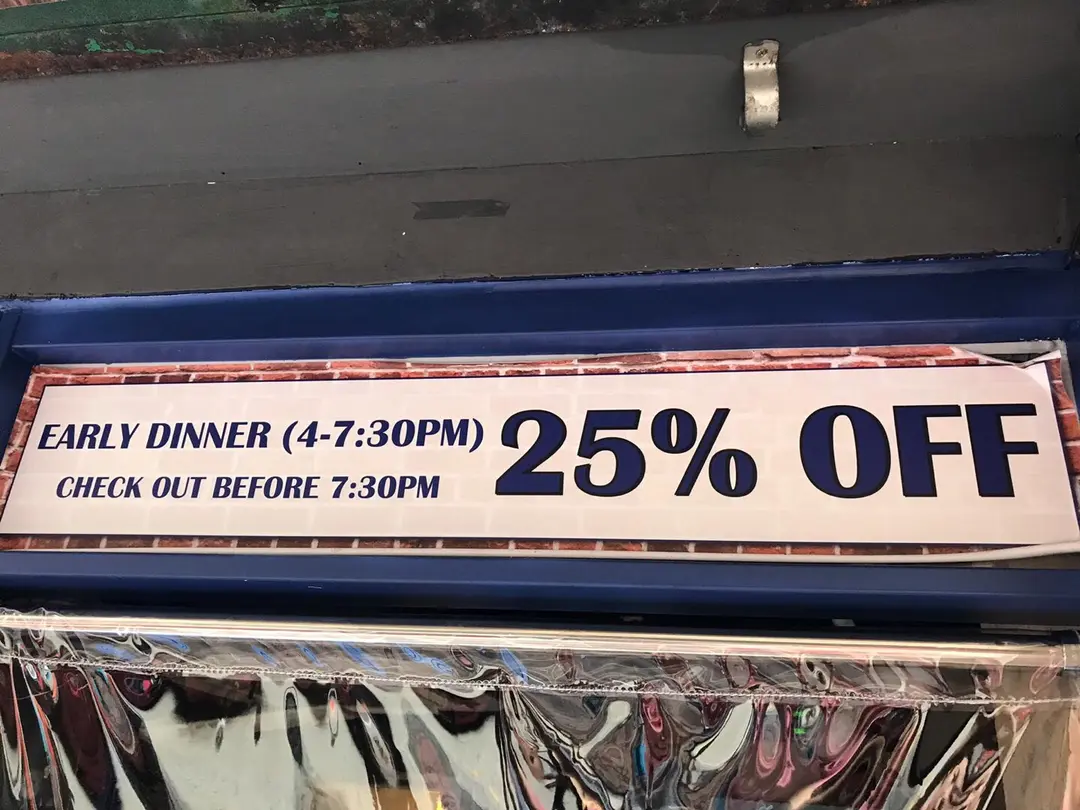 EARLY DINNER (4-7:30PM)
CHECK OUT BEFORE 7:30PM
25% OFF